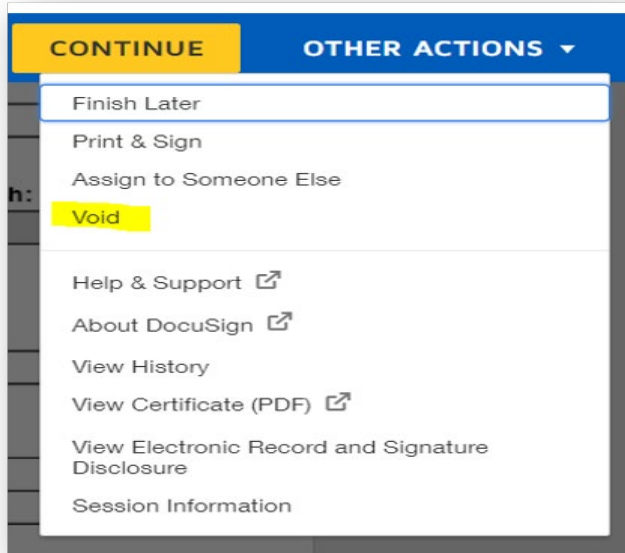 CONTINUE OTHER ACTIONS
Finish Later
Print & Sign
Assign to Someone Else
h:
Void
Help & Support
About DocuSign
View History
View Certificate (PDF)
View Electronic Record and Signature
Disclosure
Session Information